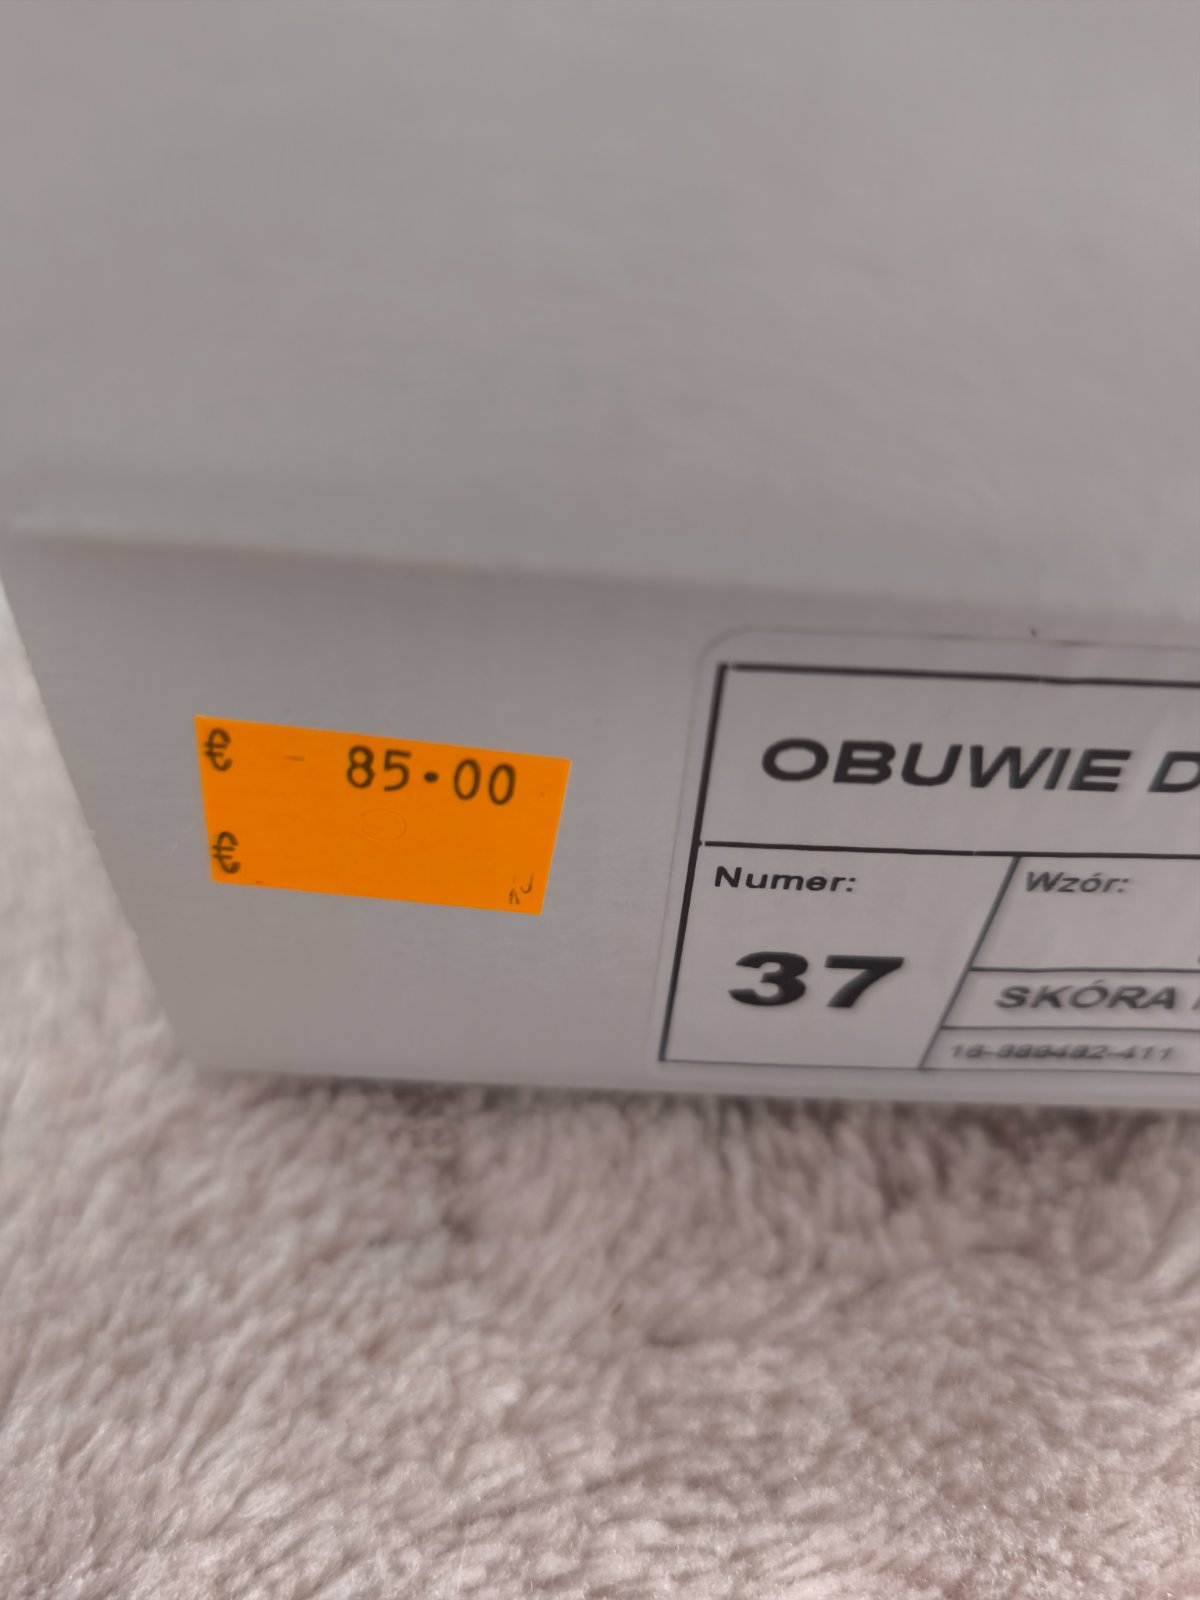 € - 85.00
€
OBUWIE D
Numer:
Wzór:
37
SKÓRA